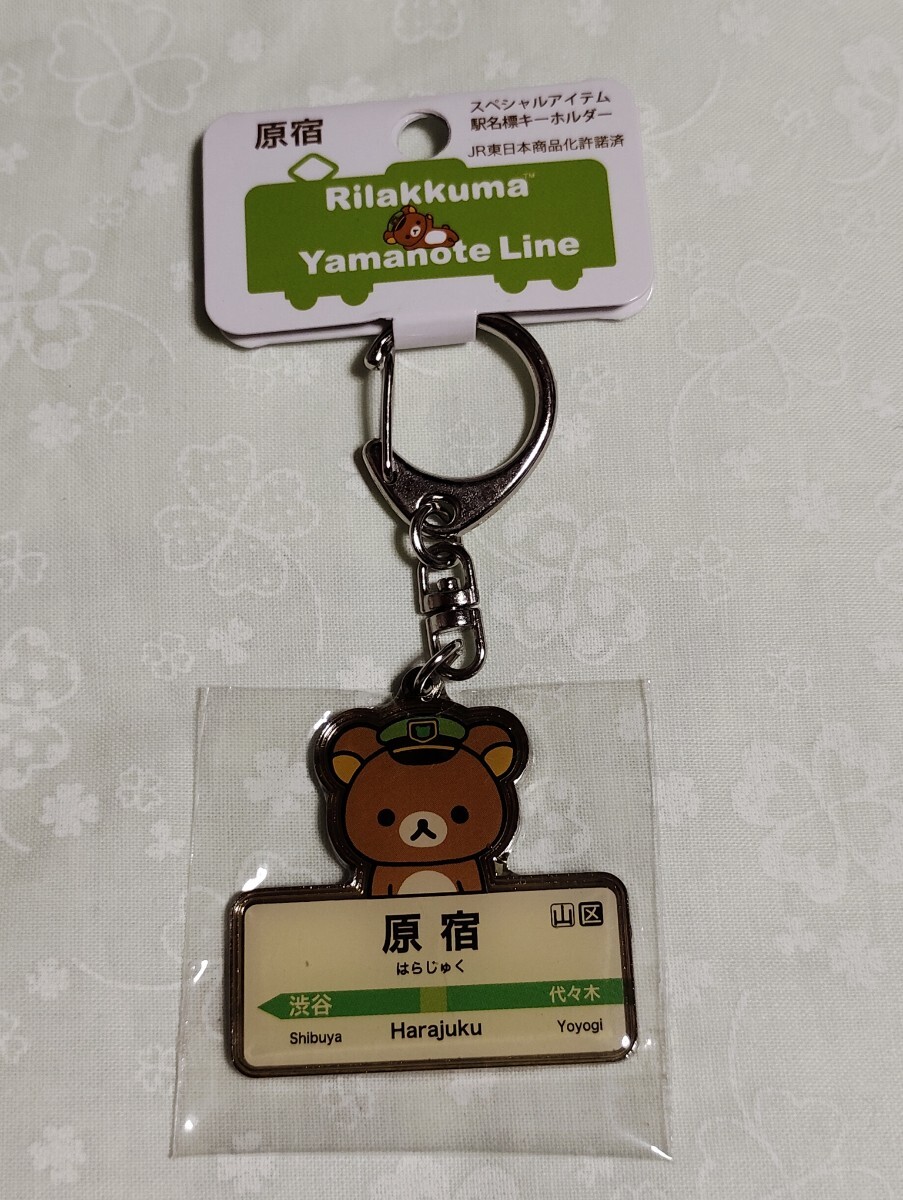 原宿
スペシャルアイテム
駅名標キーホルダー
JR東日本商品化許諾済
Rilakkuma™
Yamanote Line
原宿
山区
はらじゅく
渋谷
代々木
Shibuya
Harajuku
Yoyogi